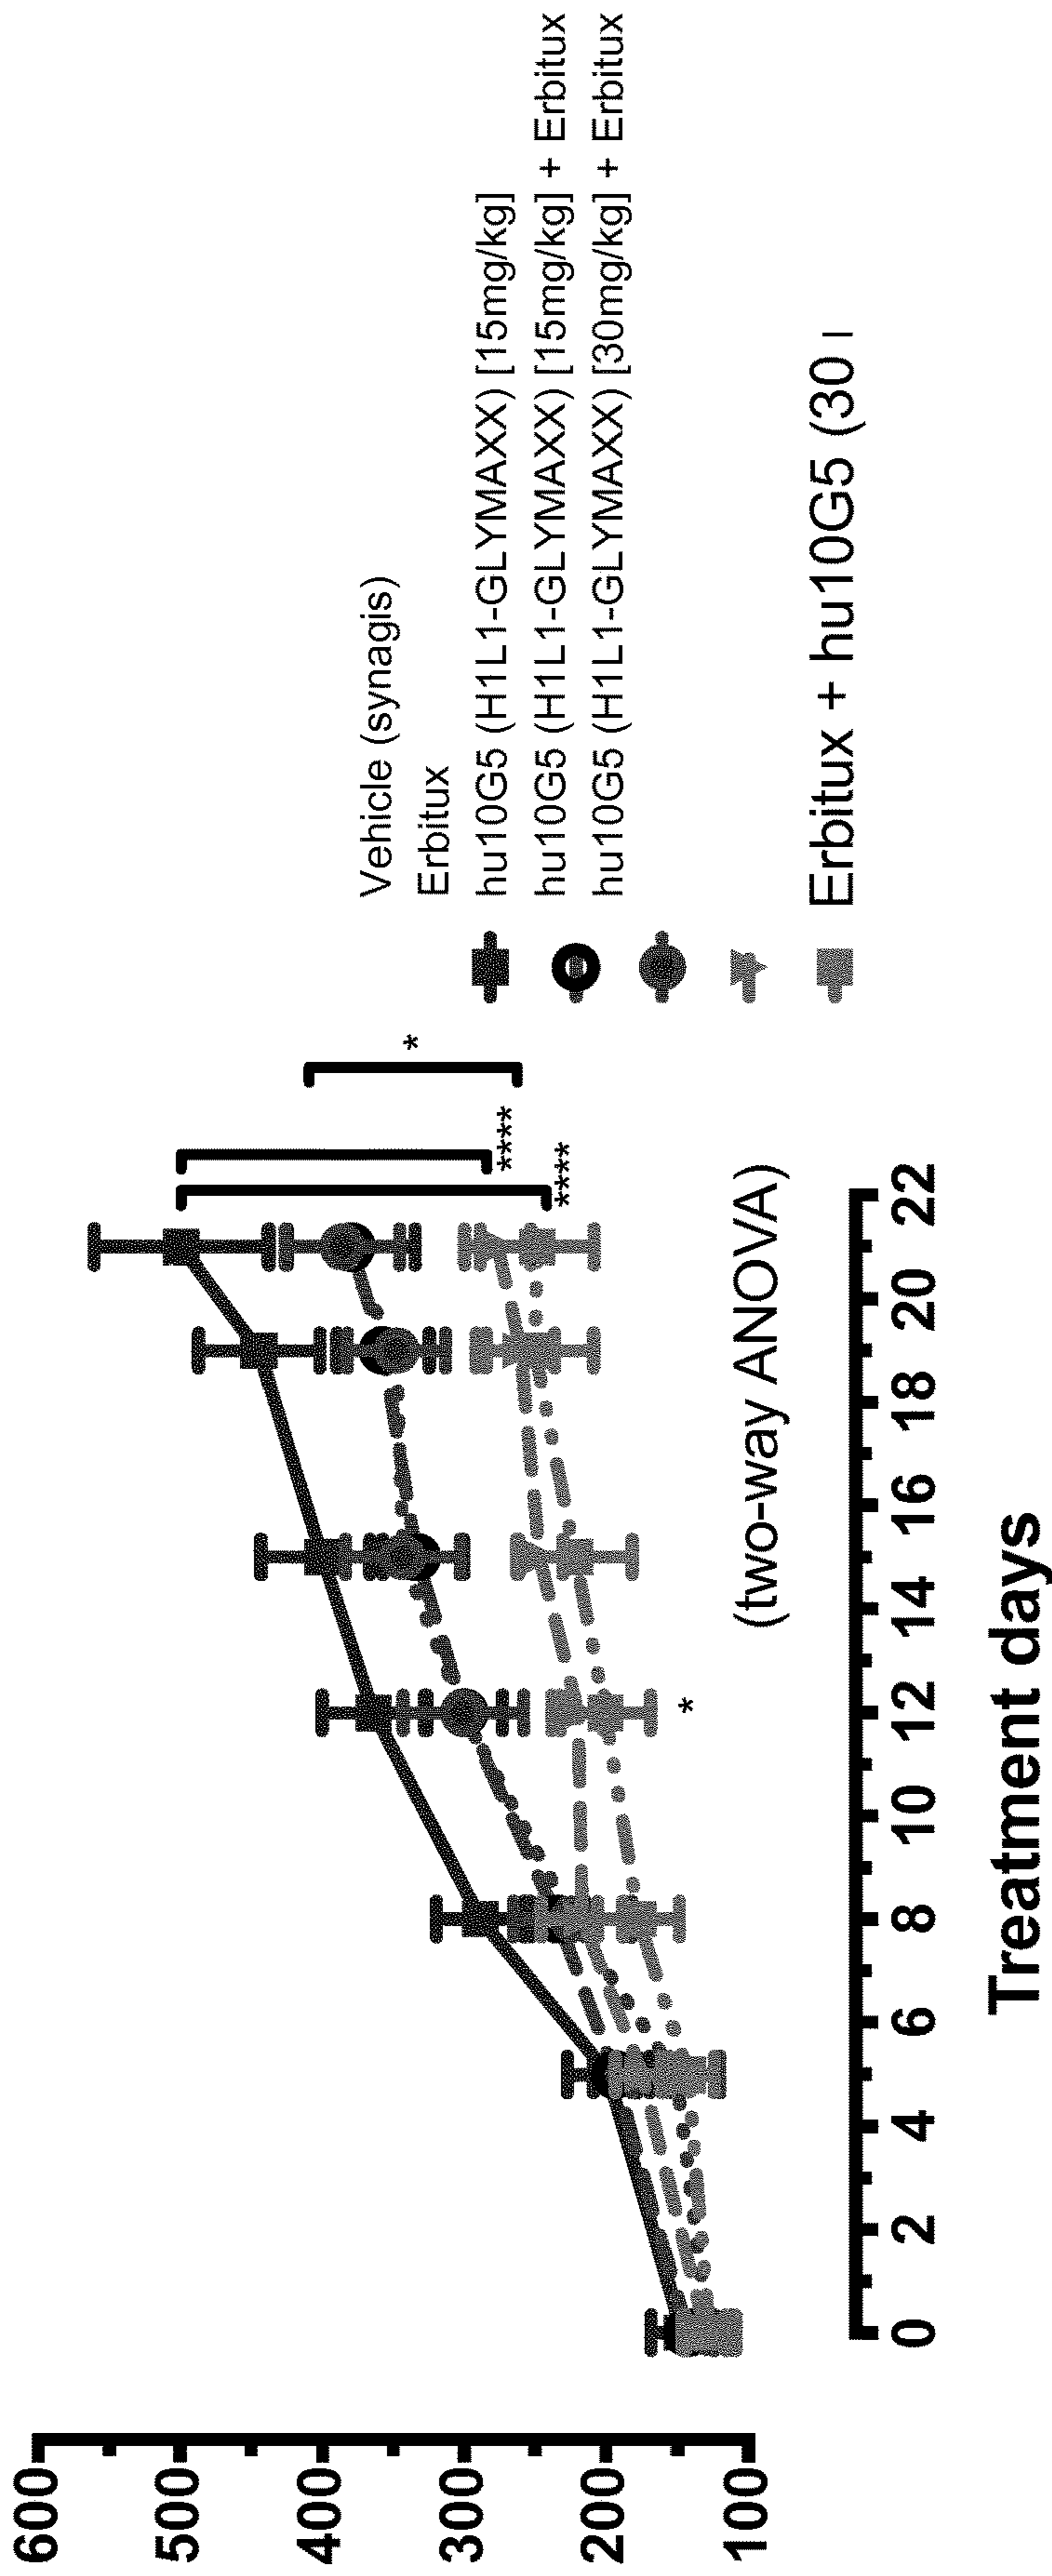 600
500
400
300
200
100
0 2 4 6 8 10 12 14 16 18 20 22
Treatment days
*
(two-way ANOVA)
****
****
*
Vehicle (synagis)
Erbitux
hu10G5 (H1L1-GLYMAXX) [15mg/kg]
hu10G5 (H1L1-GLYMAXX) [15mg/kg] + Erbitux
hu10G5 (H1L1-GLYMAXX) [30mg/kg] + Erbitux
Erbitux + hu10G5 (30